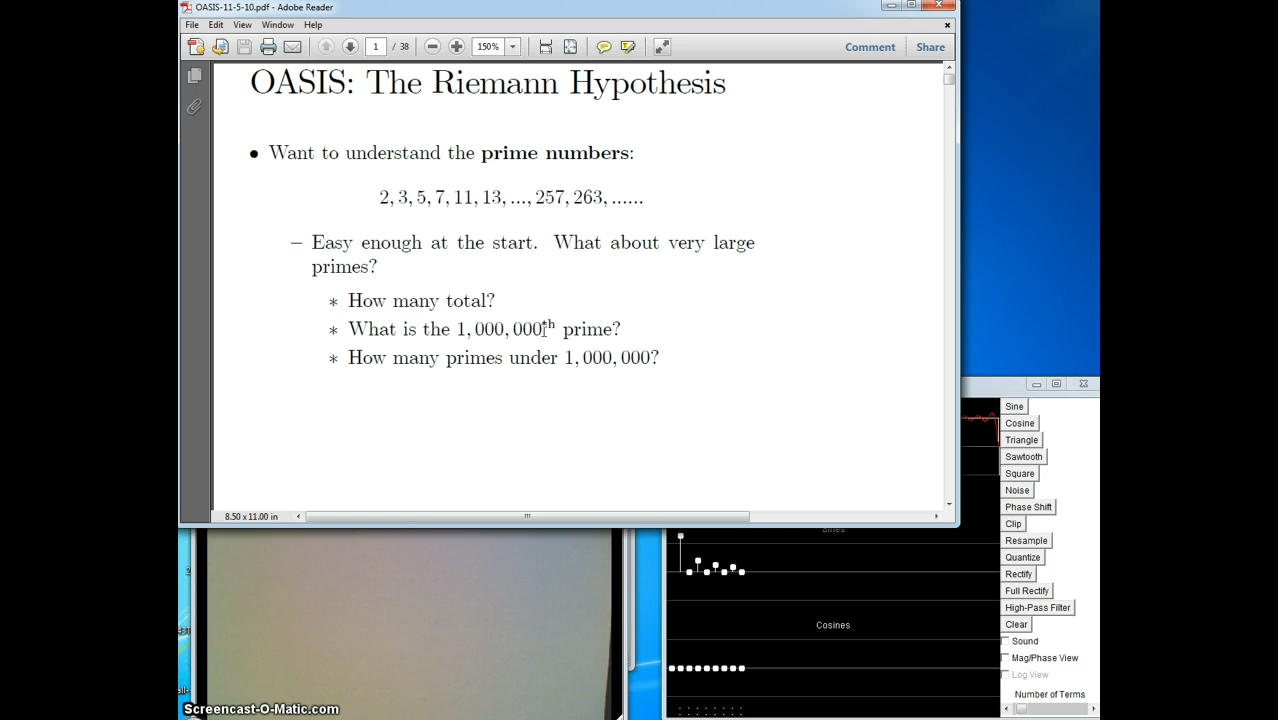 OASIS-11-5-10.pdf - Adobe Reader
File Edit View Window Help
1 / 38 150% Comment Share
OASIS: The Riemann Hypothesis
• Want to understand the prime numbers:
2, 3, 5, 7, 11, 13, ..., 257, 263, ......
– Easy enough at the start. What about very large
primes?
∗ How many total?
∗ What is the 1,000,000th prime?
∗ How many primes under 1,000,000?
8.50 x 11.00 in
Sine
Cosine
Triangle
Sawtooth
Square
Noise
Phase Shift
Clip
Resample
Quantize
Rectify
Full Rectify
High-Pass Filter
Clear
Sound
Mag/Phase View
Log View
Number of Terms
Sines
Cosines
Screencast-O-Matic.com